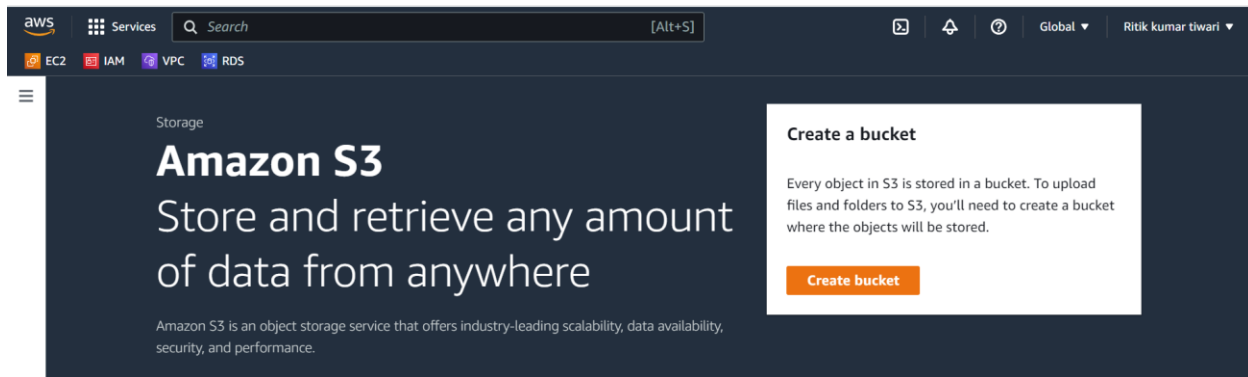 aws
Services
Search
[Alt+S]
Global
Ritik kumar tiwari
EC2
IAM
VPC
RDS
Storage
Amazon S3
Store and retrieve any amount
of data from anywhere
Amazon S3 is an object storage service that offers industry-leading scalability, data availability,
security, and performance.
Create a bucket
Every object in S3 is stored in a bucket. To upload
files and folders to S3, you'll need to create a bucket
where the objects will be stored.
Create bucket